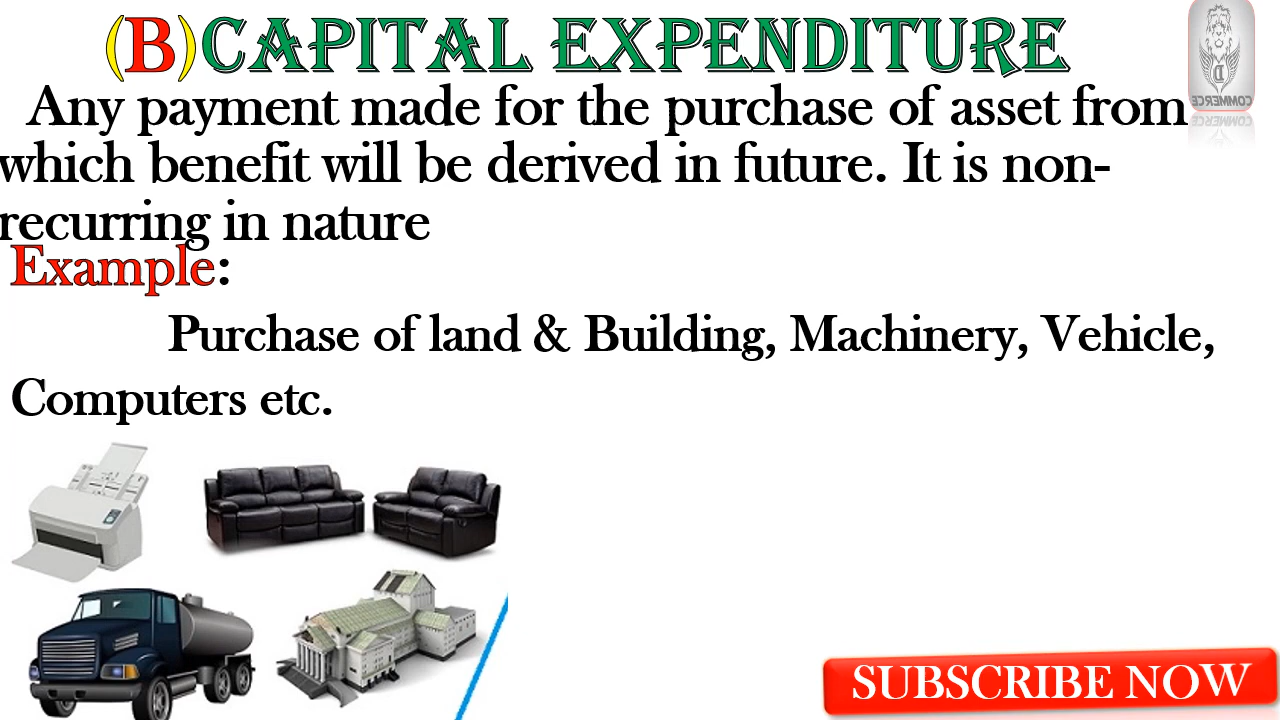 (B)CAPITAL EXPENDITURE
Any payment made for the purchase of asset from
which benefit will be derived in future. It is non-
recurring in nature
Example:
Purchase of land & Building, Machinery, Vehicle,
Computers etc.
D
COMMERCE
SUBSCRIBE NOW